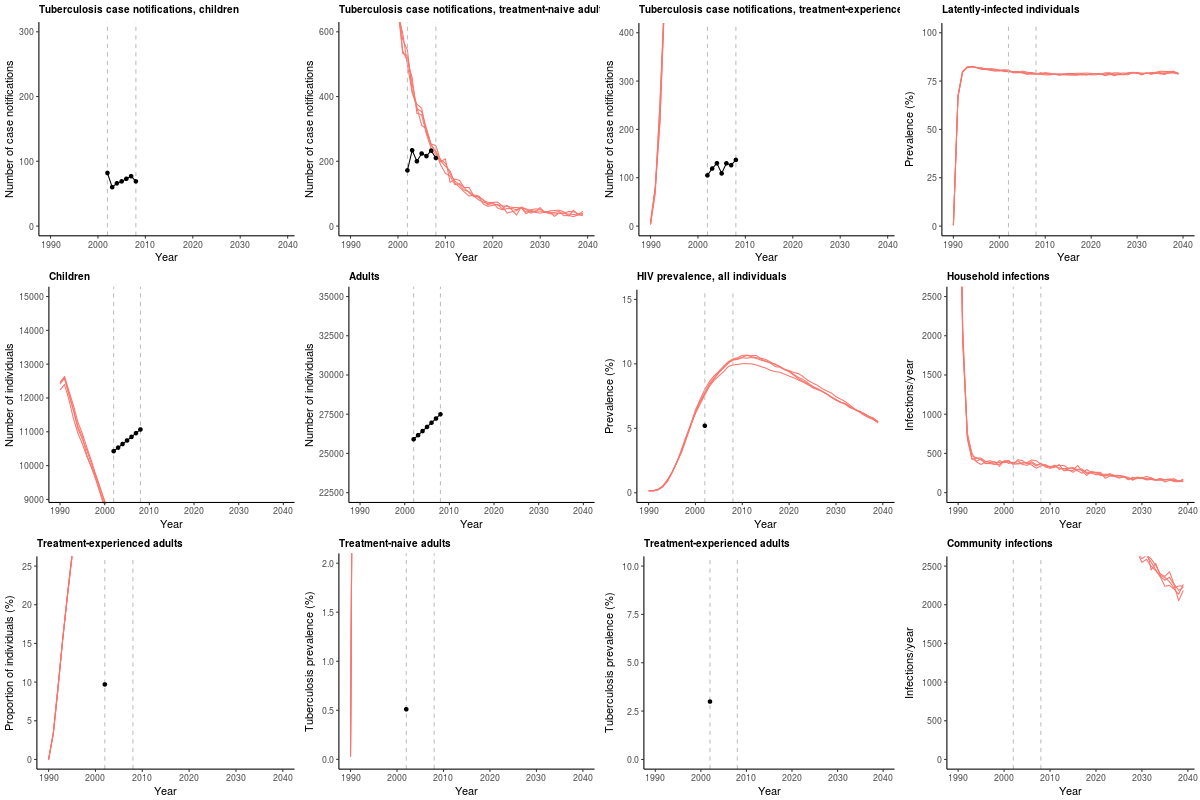 Tuberculosis case notifications, children
Number of case notifications
300
200
100
0
1990 2000 2010 2020 2030 2040
Year
Tuberculosis case notifications, treatment-naive
Number of case notifications
600
400
200
0
1990 2000 2010 2020 2030 2040
Year
Tuberculosis case notifications,
Number of case notifications
400
300
200
100
0
1990 2000 2010 2020 2030 2040
Year
Latently-infected individuals
Prevalence (%)
100
75
50
25
0
1990 2000 2010 2020 2030 2040
Year
Children
Number of individuals
15000
14000
13000
12000
11000
10000
9000
1990 2000 2010 2020 2030 2040
Year
Adults
Number of individuals
35000
32500
30000
27500
25000
22500
1990 2000 2010 2020 2030 2040
Year
HIV prevalence, all individuals
Prevalence (%)
15
10
5
0
1990 2000 2010 2020 2030 2040
Year
Household infections
Infections/year
2500
2000
1500
1000
500
0
1990 2000 2010 2020 2030 2040
Year
Treatment-experienced adults
Proportion of individuals (%)
25
20
15
10
5
0
1990 2000 2010 2020 2030 2040
Year
Treatment-naive adults
Tuberculosis prevalence (%)
2.0
1.5
1.0
0.5
0.0
1990 2000 2010 2020 2030 2040
Year
Treatment-experienced adults
Tuberculosis prevalence (%)
10.0
7.5
5.0
2.5
0.0
1990 2000 2010 2020 2030 2040
Year
Community infections
Infections/year
2500
2000
1500
1000
500
0
1990 2000 2010 2020 2030 2040
Year